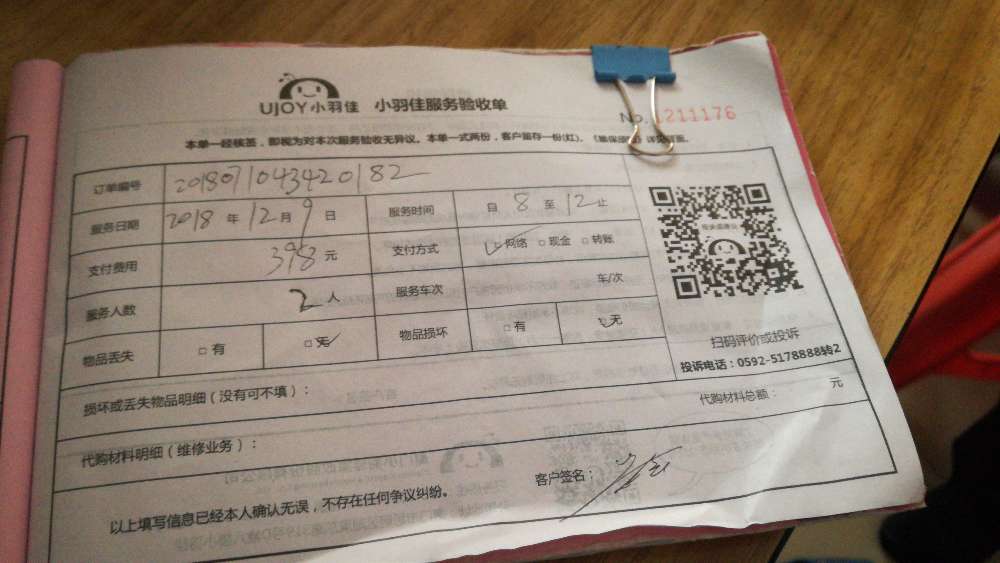 UJOY小羽佳 小羽佳服务验收单
No. 211176
本单一经核签,即视为对本次服务验收无异议。本单一式两份,客户留存一份(红)。
订单编号 2018011043420182
服务日期 2018 年 12 月 9 日 服务时间 自 8 至 12 止
支付费用 398 元 支付方式 □网络 □现金 □转账
服务人数 2 人 服务车次 车/次
物品丢失 □有 □无 物品损坏 □有 □无
扫码评价或投诉
投诉电话:0592-5178888转2
损坏或丢失物品明细(没有可不填):
代购材料明细(维修业务): 代购材料总额: 元
以上填写信息已经本人确认无误,不存在任何争议纠纷。 客户签名: